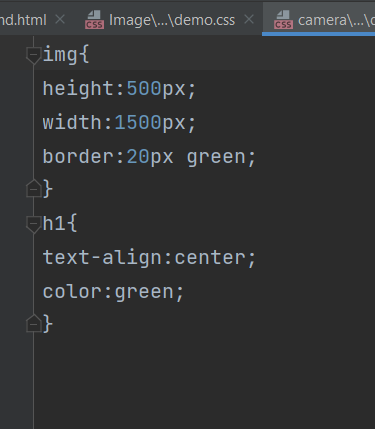 md.html Image\...\demo.css camera\...\
img{
height:500px;
width:1500px;
border:20px green;
}
h1{
text-align:center;
color:green;
}